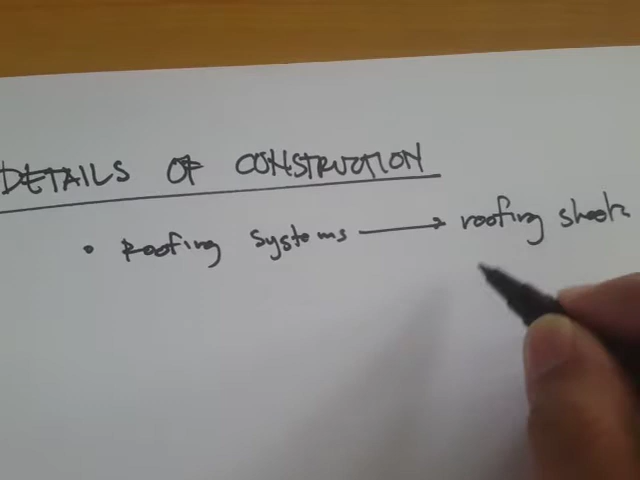 DETAILS OF CONSTRUCTION
• Roofing Systems → roofing sheets